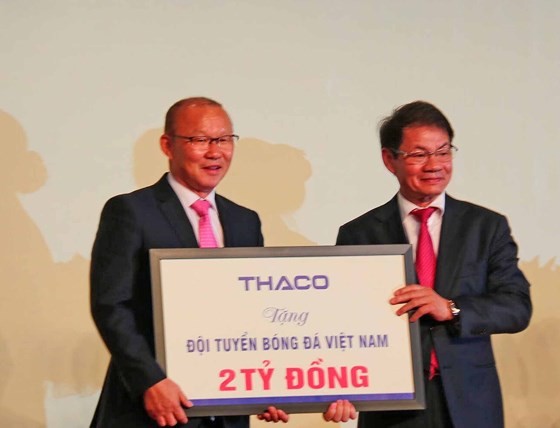 THACO
Tặng
ĐỘI TUYỂN BÓNG ĐÁ VIỆT NAM
2 TỶ ĐỒNG